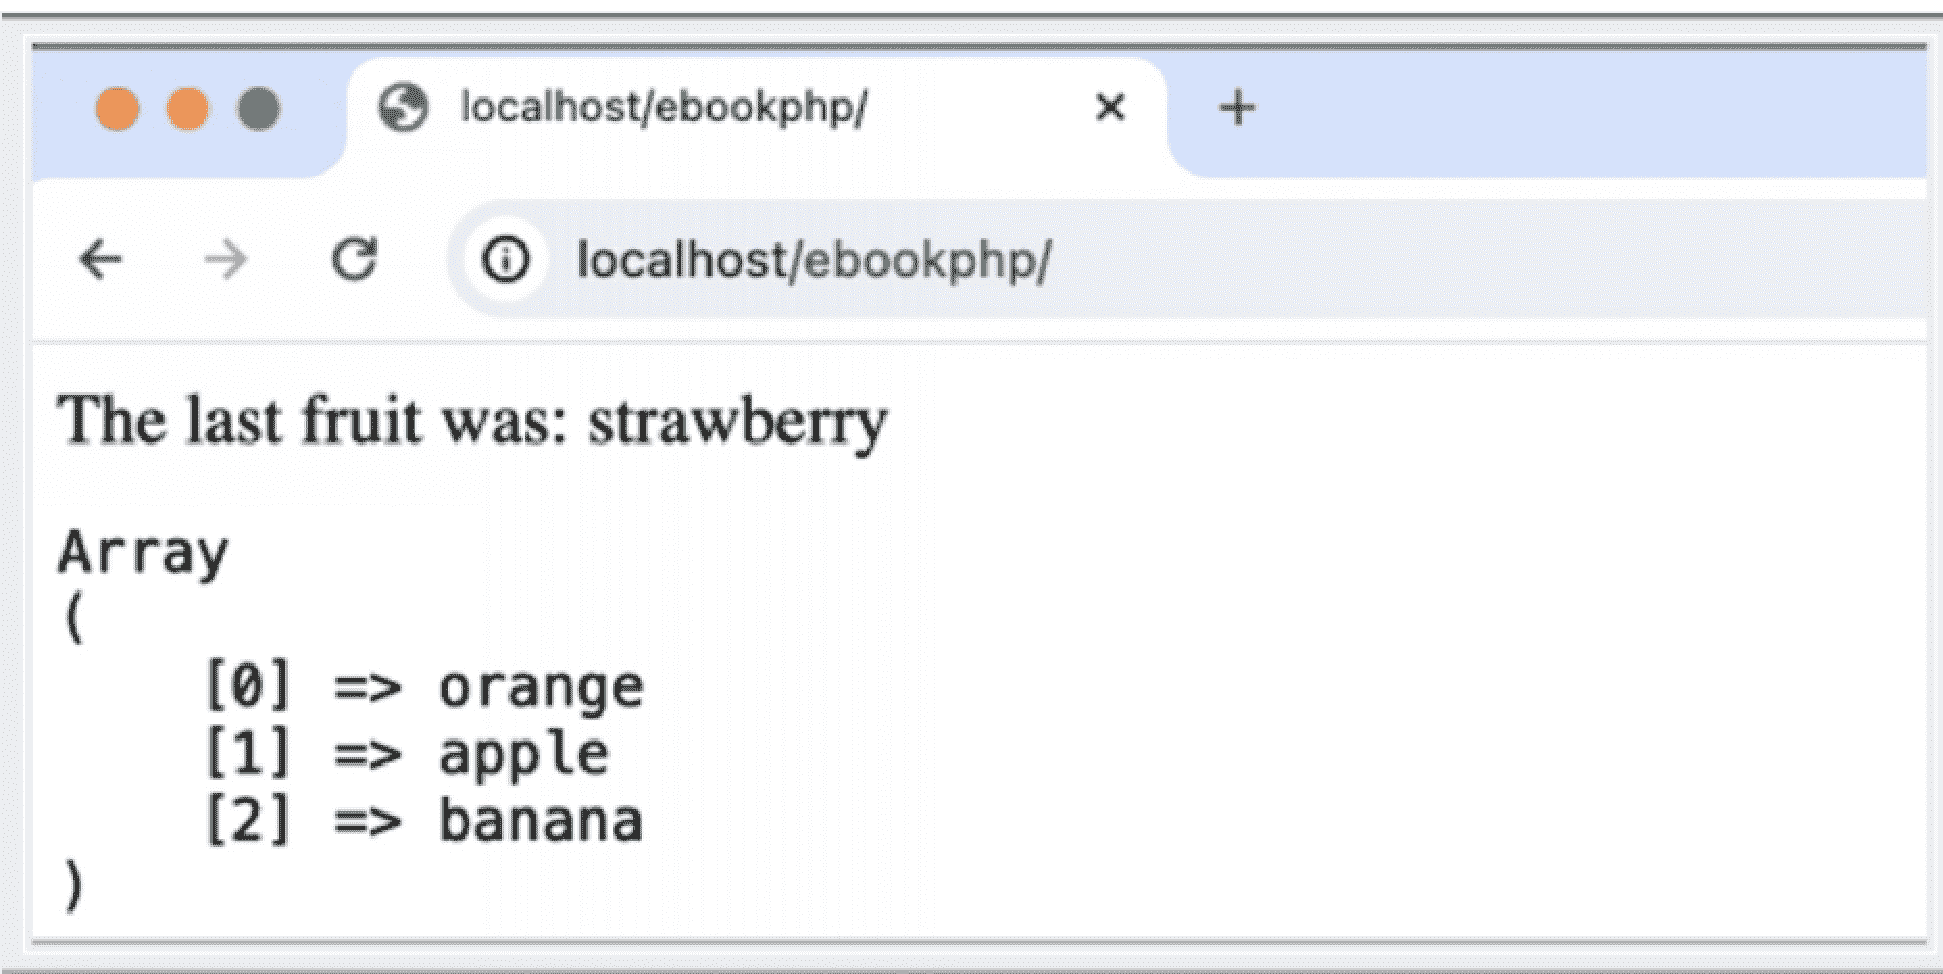 localhost/ebookphp/
localhost/ebookphp/
The last fruit was: strawberry
Array
(
    [0] => orange
    [1] => apple
    [2] => banana
)